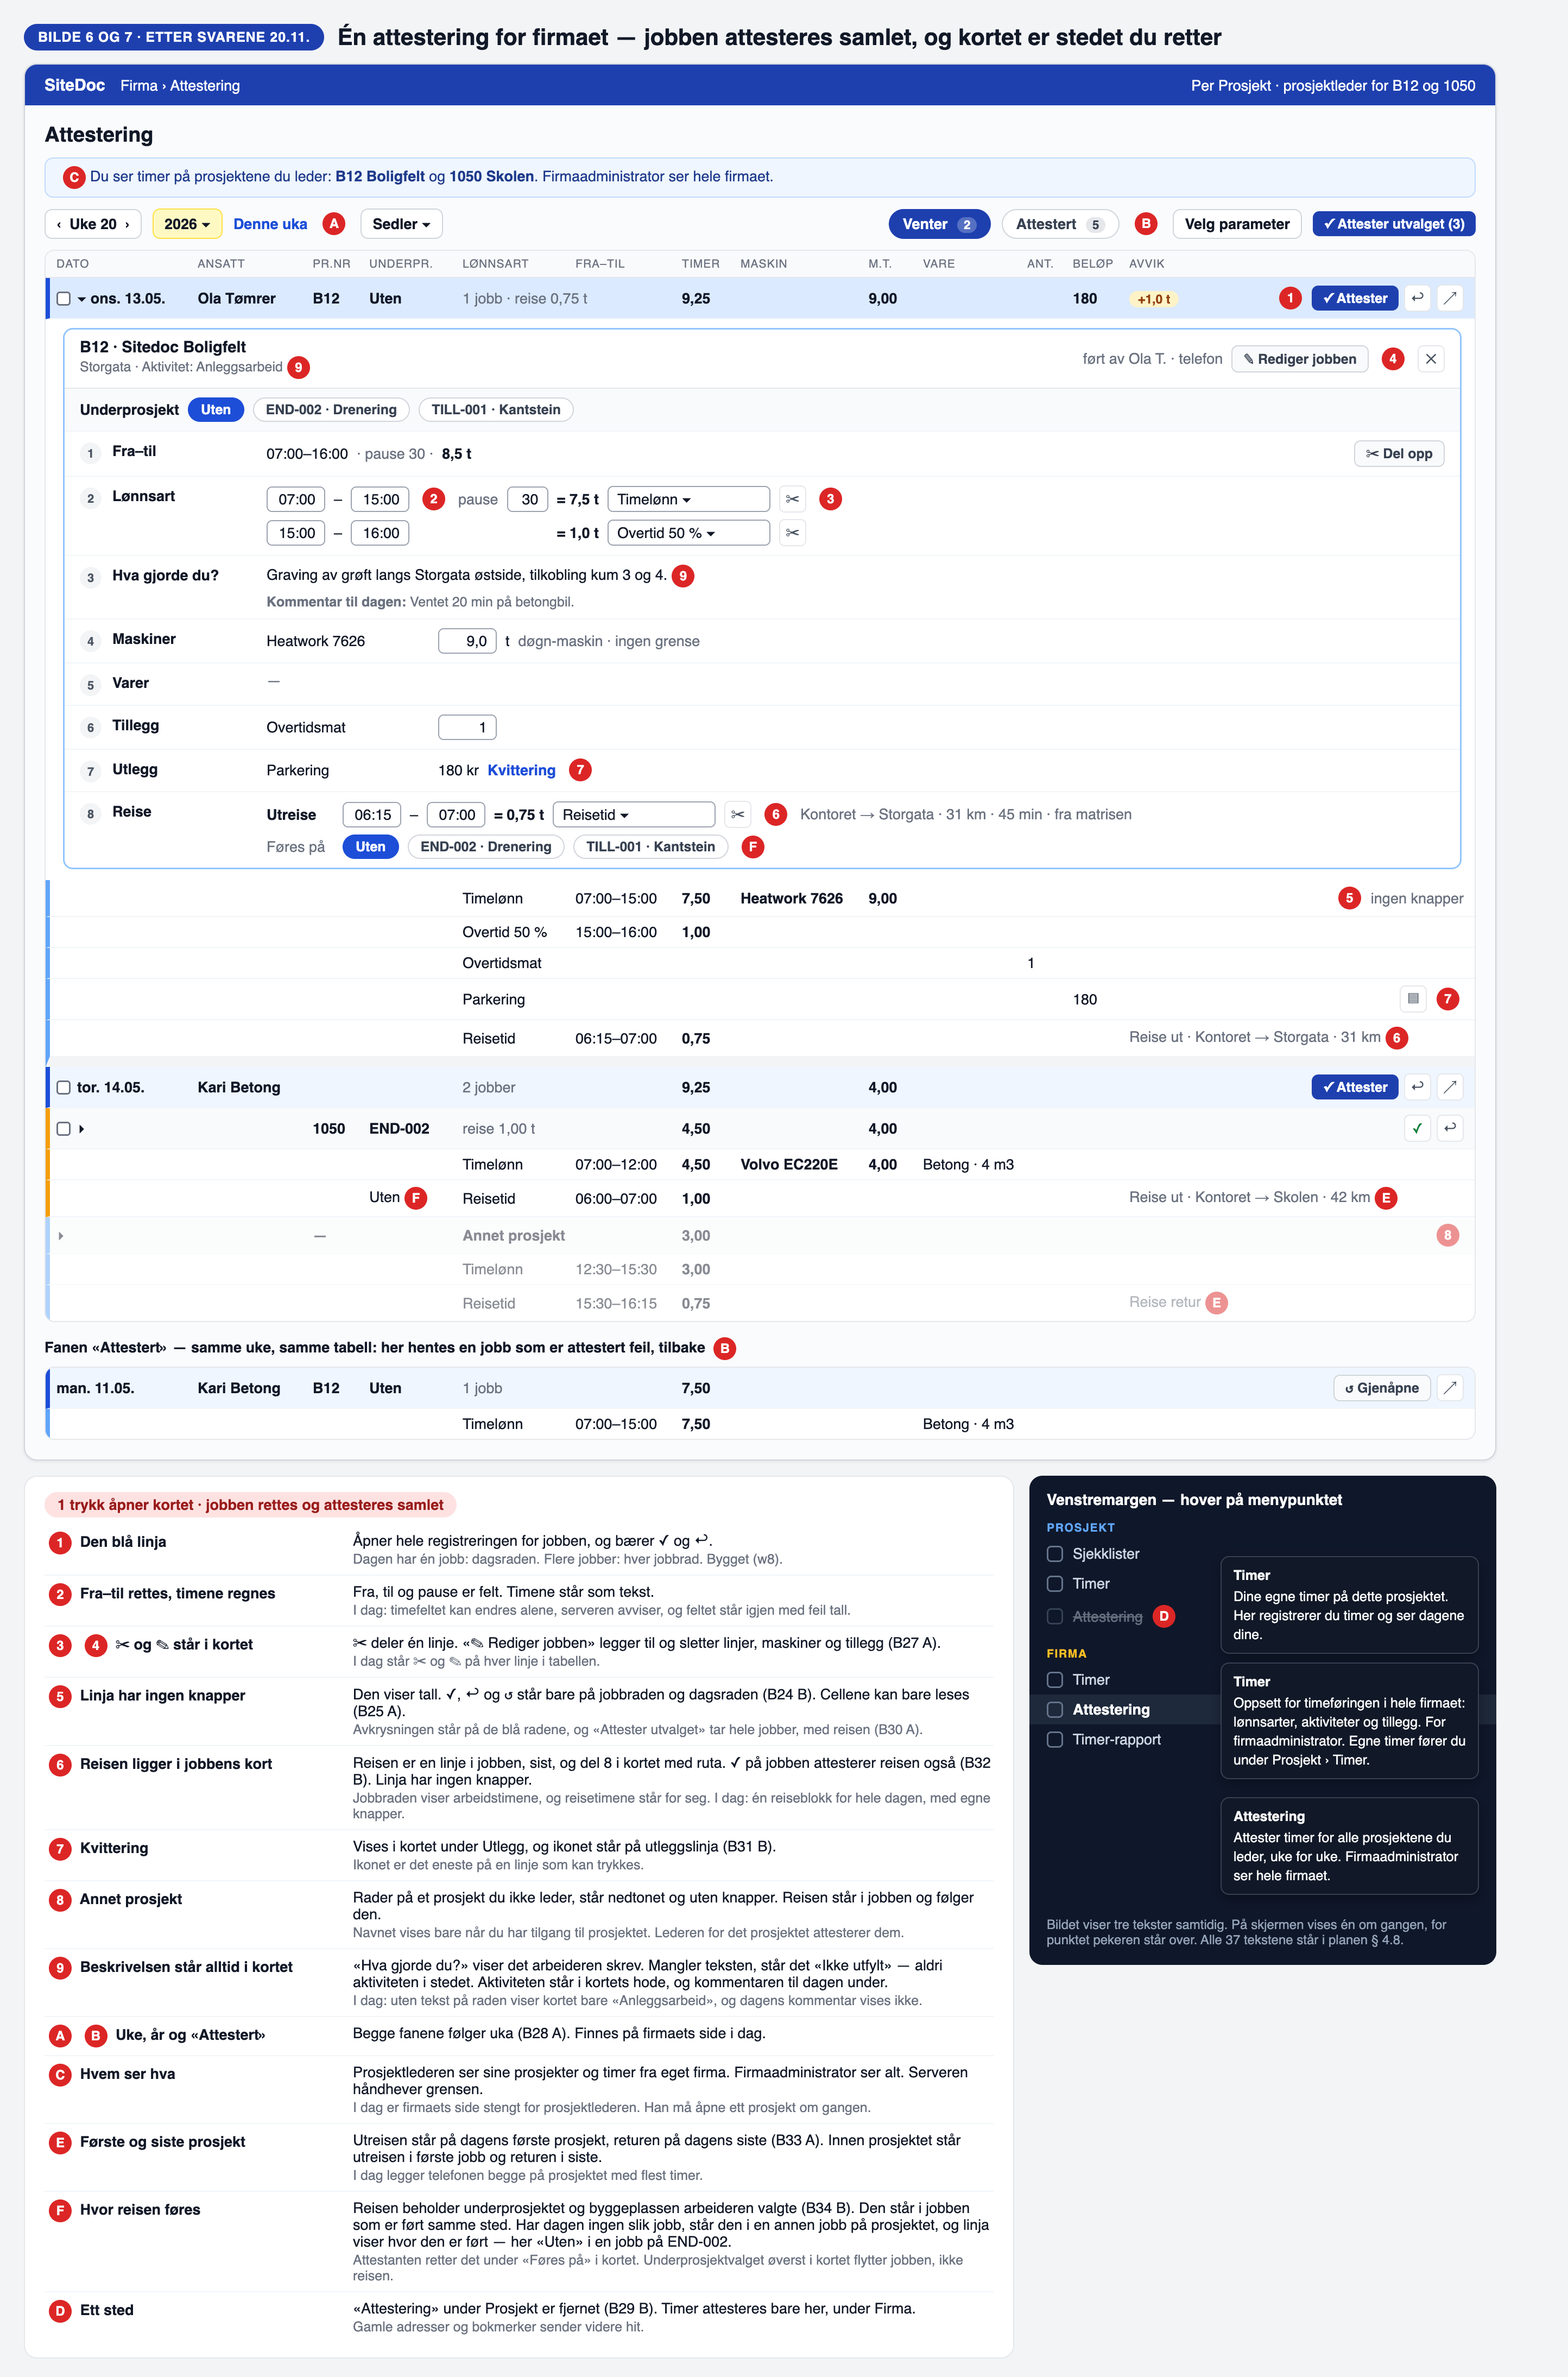 BILDE 6 OG 7 · ETTER SVARENE 20.11. Én attestering for firmaet — jobben attesteres samlet, og kortet er stedet du retter
SiteDoc Firma › Attestering Per Prosjekt · prosjektleder for B12 og 1050
Attestering
C Du ser timer på prosjektene du leder: B12 Boligfelt og 1050 Skolen. Firmaadministrator ser hele firmaet.
‹ Uke 20 › 2026 Denne uka A Sedler Venter 2 Attestert 5 B Velg parameter ✓ Attester utvalget (3)
DATO ANSATT PR.NR UNDERPR. LØNNSART FRA–TIL TIMER MASKIN M.T. VARE ANT. BELØP AVVIK
ons. 13.05. Ola Tømrer B12 Uten 1 jobb · reise 0,75 t 9,25 9,00 180 +1,0 t 1 ✓ Attester ↩ ⤢
B12 · Sitedoc Boligfelt
Storgata · Aktivitet: Anleggsarbeid 9 ført av Ola T. · telefon ✎ Rediger jobben 4 ✕
Underprosjekt Uten END-002 · Drenering TILL-001 · Kantstein
1 Fra–til 07:00–16:00 · pause 30 · 8,5 t ✂ Del opp
2 Lønnsart 07:00 – 15:00 2 pause 30 = 7,5 t Timelønn ✂ 3
15:00 – 16:00 = 1,0 t Overtid 50 % ✂
3 Hva gjorde du? Graving av grøft langs Storgata østside, tilkobling kum 3 og 4. 9
Kommentar til dagen: Ventet 20 min på betongbil.
4 Maskiner Heatwork 7626 9,0 t døgn-maskin · ingen grense
5 Varer —
6 Tillegg Overtidsmat 1
7 Utlegg Parkering 180 kr Kvittering 7
8 Reise Utreise 06:15 – 07:00 = 0,75 t Reisetid ✂ 6 Kontoret → Storgata · 31 km · 45 min · fra matrisen
Føres på Uten END-002 · Drenering TILL-001 · Kantstein F
Timelønn 07:00–15:00 7,50 Heatwork 7626 9,00 5 ingen knapper
Overtid 50 % 15:00–16:00 1,00
Overtidsmat 1
Parkering 180 7
Reisetid 06:15–07:00 0,75 Reise ut · Kontoret → Storgata · 31 km 6
tor. 14.05. Kari Betong 2 jobber 9,25 4,00 ✓ Attester ↩ ⤢
1050 END-002 reise 1,00 t 4,50 4,00 ✓ ↩
Timelønn 07:00–12:00 4,50 Volvo EC220E 4,00 Betong · 4 m3
Uten F Reisetid 06:00–07:00 1,00 Reise ut · Kontoret → Skolen · 42 km E
— Annet prosjekt 3,00 8
Timelønn 12:30–15:30 3,00
Reisetid 15:30–16:15 0,75 Reise retur E
Fanen «Attestert» — samme uke, samme tabell: her hentes en jobb som er attestert feil, tilbake B
man. 11.05. Kari Betong B12 Uten 1 jobb 7,50 ↺ Gjenåpne ⤢
Timelønn 07:00–15:00 7,50 Betong · 4 m3
1 trykk åpner kortet · jobben rettes og attesteres samlet
1 Den blå linja Åpner hele registreringen for jobben, og bærer ✓ og ↩.
Dagen har én jobb: dagsraden. Flere jobber: hver jobbrad. Bygget (w8).
2 Fra–til rettes, timene regnes Fra, til og pause er felt. Timene står som tekst.
I dag: timefeltet kan endres alene, serveren avviser, og feltet står igjen med feil tall.
3 4 ✂ og ✎ står i kortet ✂ deler én linje. «✎ Rediger jobben» legger til og sletter linjer, maskiner og tillegg (B27 A).
I dag står ✂ og ✎ på hver linje i tabellen.
5 Linja har ingen knapper Den viser tall. ✓, ↩ og ↺ står bare på jobbraden og dagsraden (B24 B). Cellene kan bare leses
(B25 A).
Avkrysningen står på de blå radene, og «Attester utvalget» tar hele jobber, med reisen (B30 A).
6 Reisen ligger i jobbens kort Reisen er en linje i jobben, sist, og del 8 i kortet med ruta. ✓ på jobben attesterer reisen også (B32
B). Linja har ingen knapper.
Jobbraden viser arbeidstimene, og reisetimene står for seg. I dag: én reiseblokk for hele dagen, med egne
knapper.
7 Kvittering Vises i kortet under Utlegg, og ikonet står på utleggslinja (B31 B).
Ikonet er det eneste på en linje som kan trykkes.
8 Annet prosjekt Rader på et prosjekt du ikke leder, står nedtonet og uten knapper. Reisen står i jobben og følger
den.
Navnet vises bare når du har tilgang til prosjektet. Lederen for det prosjektet attesterer dem.
9 Beskrivelsen står alltid i kortet «Hva gjorde du?» viser det arbeideren skrev. Mangler teksten, står det «Ikke utfylt» — aldri
aktiviteten i stedet. Aktiviteten står i kortets hode, og kommentaren til dagen under.
I dag: uten tekst på raden viser kortet bare «Anleggsarbeid», og dagens kommentar vises ikke.
A B Uke, år og «Attestert» Begge fanene følger uka (B28 A). Finnes på firmaets side i dag.
C Hvem ser hva Prosjektlederen ser sine prosjekter og timer fra eget firma. Firmaadministrator ser alt. Serveren
håndhever grensen.
I dag er firmaets side stengt for prosjektlederen. Han må åpne ett prosjekt om gangen.
E Første og siste prosjekt Utreisen står på dagens første prosjekt, returen på dagens siste (B33 A). Innen prosjektet står
utreisen i første jobb og returen i siste.
I dag legger telefonen begge på prosjektet med flest timer.
F Hvor reisen føres Reisen beholder underprosjektet og byggeplassen arbeideren valgte (B34 B). Den står i jobben
som er ført samme sted. Har dagen ingen slik jobb, står den i en annen jobb på prosjektet, og linja
viser hvor den er ført — her «Uten» i en jobb på END-002.
Attestanten retter det under «Føres på» i kortet. Underprosjektvalget øverst i kortet flytter jobben, ikke
reisen.
D Ett sted «Attestering» under Prosjekt er fjernet (B29 B). Timer attesteres bare her, under Firma.
Gamle adresser og bokmerker sender videre hit.
Venstremargen — hover på menypunktet
PROSJEKT
Sjekklister
Timer
Attestering D
FIRMA
Timer
Attestering
Timer-rapport
Timer
Dine egne timer på dette prosjektet.
Her registrerer du timer og ser dagene
dine.
Timer
Oppsett for timeføringen i hele firmaet:
lønnsarter, aktiviteter og tillegg. For
firmaadministrator. Egne timer fører du
under Prosjekt › Timer.
Attestering
Attester timer for alle prosjektene du
leder, uke for uke. Firmaadministrator
ser hele firmaet.
Bildet viser tre tekster samtidig. På skjermen vises én om gangen, for
punktet pekeren står over. Alle 37 tekstene står i planen § 4.8.